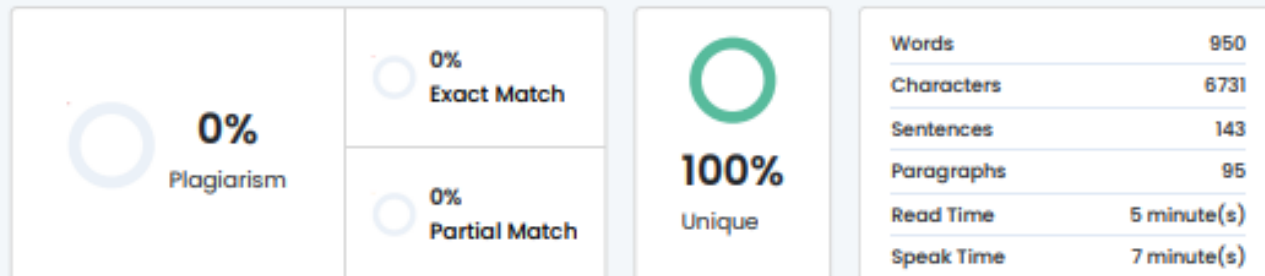 0%
Plagiarism
0%
Exact Match
0%
Partial Match
100%
Unique
Words 950
Characters 6731
Sentences 143
Paragraphs 95
Read Time 5 minute(s)
Speak Time 7 minute(s)